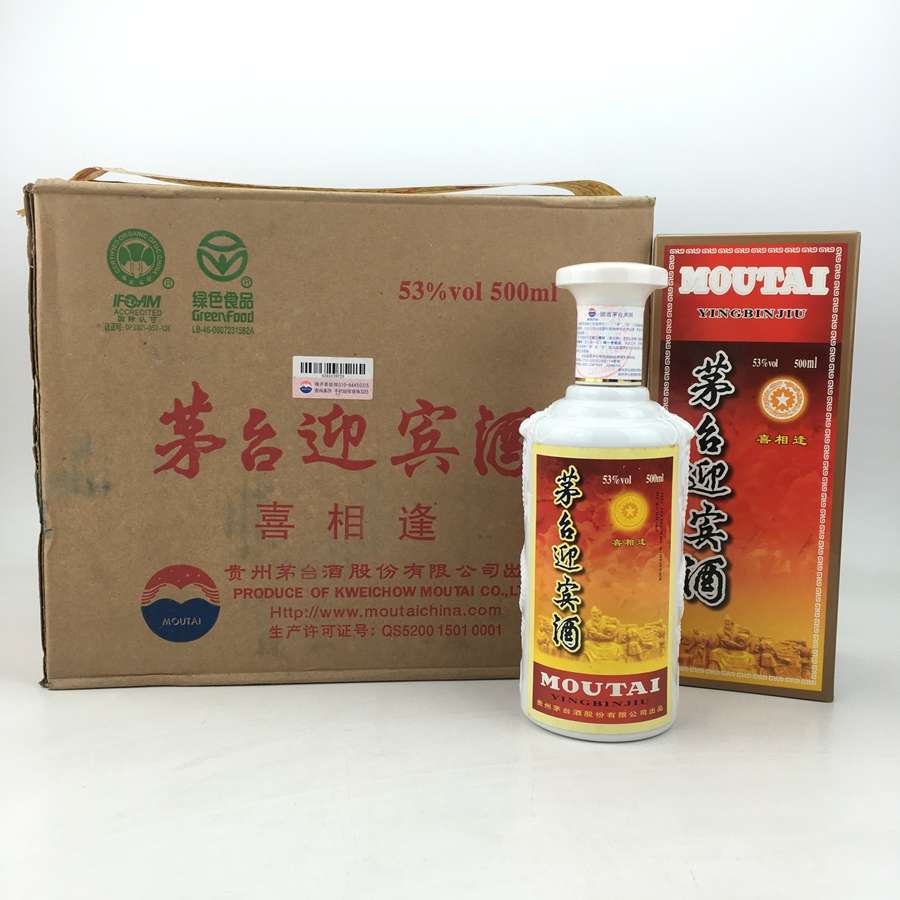 IFOAM
ACCREDITED
绿色食品
GreenFood
53%vol 500ml
茅台迎宾酒
喜相逢
贵州茅台酒股份有限公司出
PRODUCE OF KWEICHOW MOUTAI CO.,L
Http://www.moutaichina.com
生产许可证号：QS5200 1501 0001
MOUTAI
53%vol 500ml
茅台迎宾酒
喜相逢
MOUTAI
YINGBINJIU
贵州茅台酒股份有限公司出品
MOUTAI
YINGBINJIU
53%vol 500ml
茅台迎宾酒
喜相逢